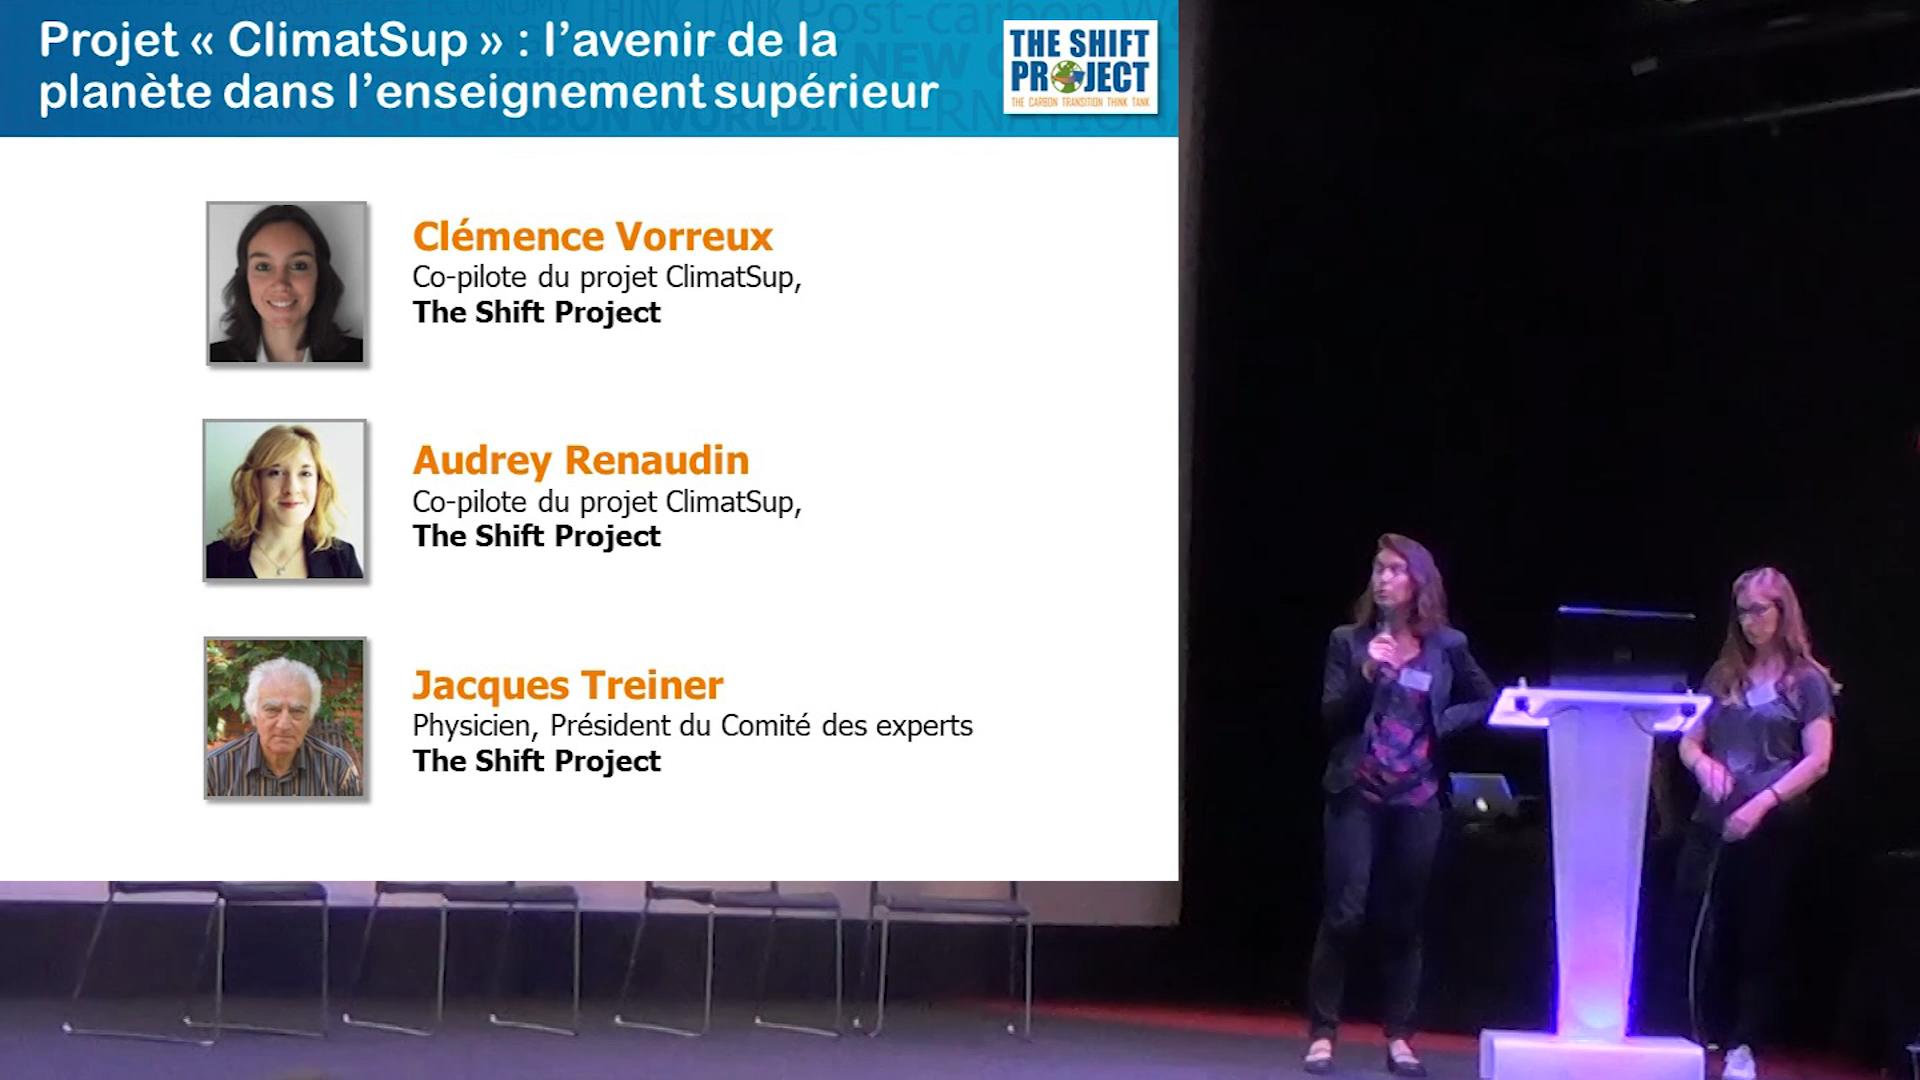 Projet « ClimatSup » : l’avenir de la
planète dans l’enseignement supérieur
THE SHIFT
PROJECT
THE CARBON TRANSITION THINK TANK
Clémence Vorreux
Co-pilote du projet ClimatSup,
The Shift Project
Audrey Renaudin
Co-pilote du projet ClimatSup,
The Shift Project
Jacques Treiner
Physicien, Président du Comité des experts
The Shift Project